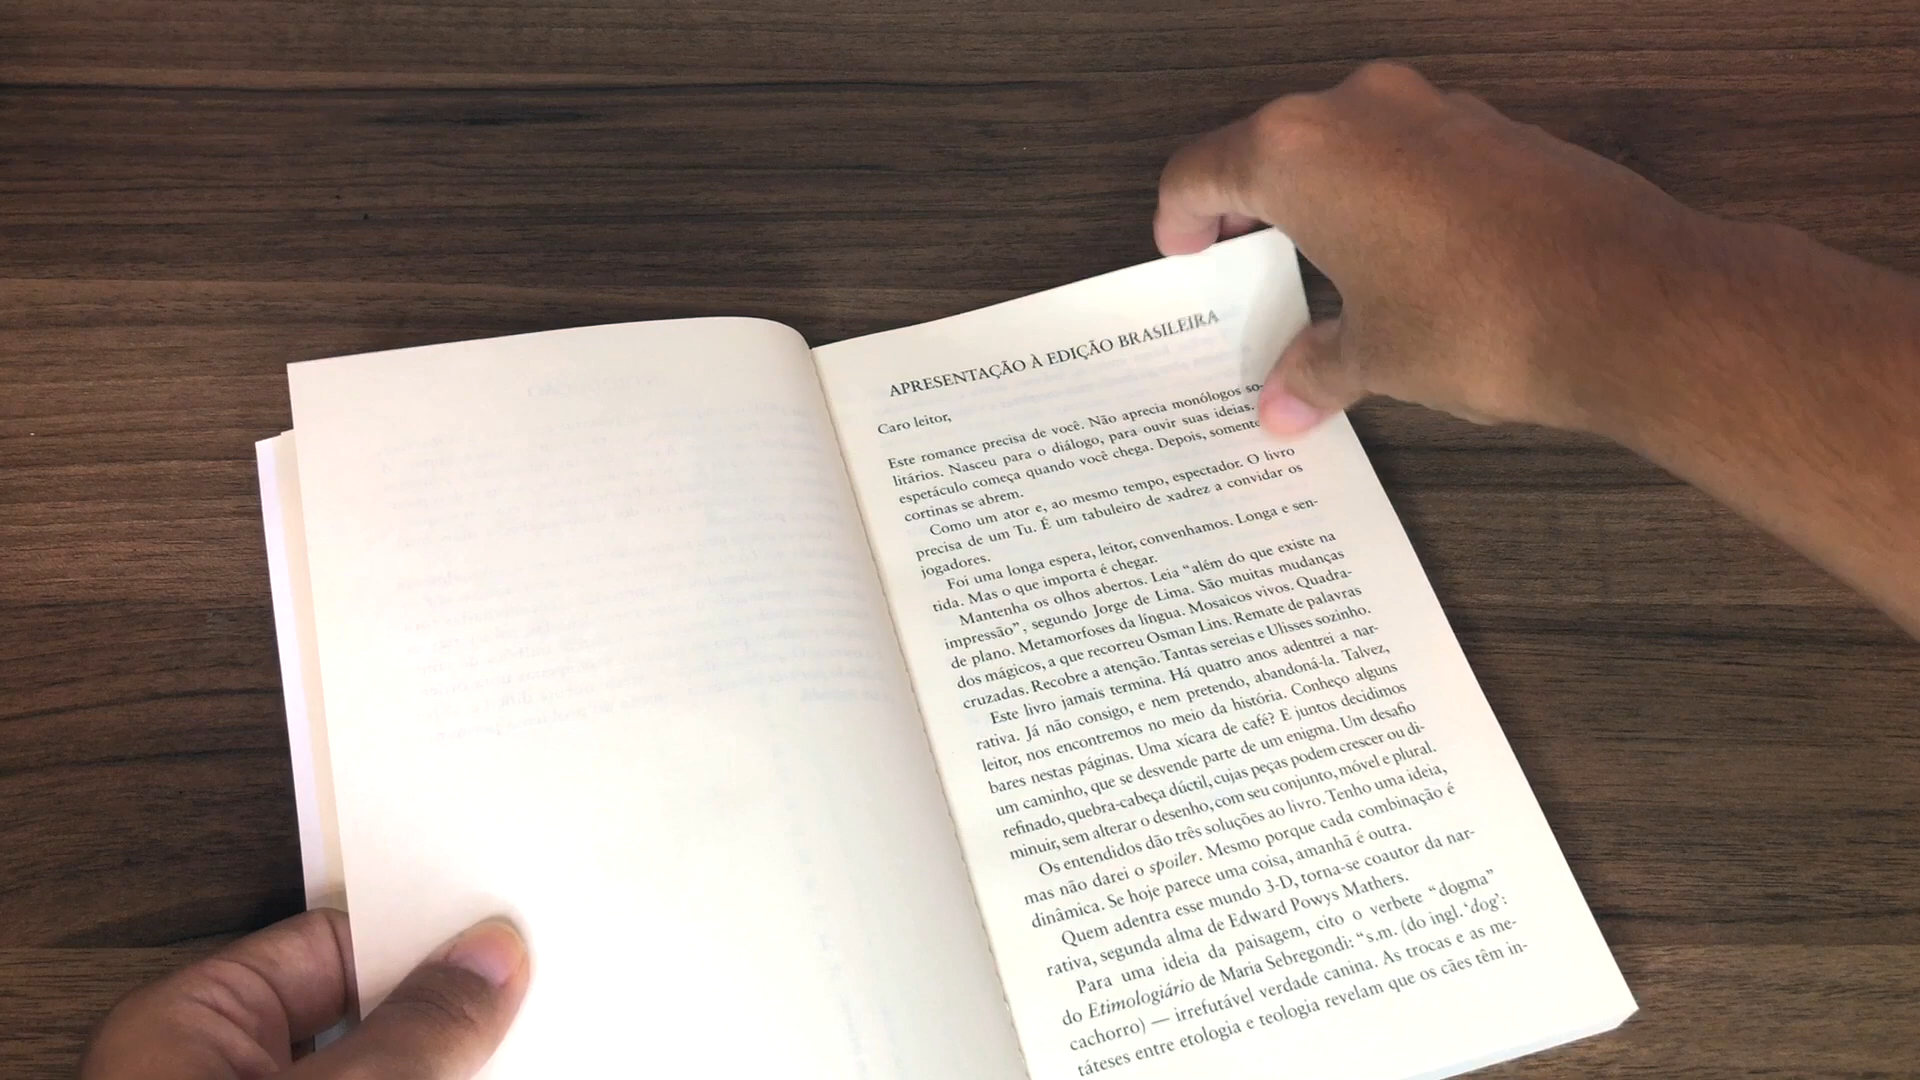 APRESENTAÇÃO À EDIÇÃO BRASILEIRA
Caro leitor,
Este romance precisa de você. Não aprecia monólogos so-
litários. Nasceu para o diálogo, para ouvir suas ideias.
espetáculo começa quando você chega. Depois, somente
cortinas se abrem.
Como um ator e, ao mesmo tempo, espectador. O livro
precisa de um Tu. É um tabuleiro de xadrez a convidar os
jogadores.
Foi uma longa espera, leitor, convenhamos. Longa e sen-
tida. Mas o que importa é chegar.
Mantenha os olhos abertos. Leia “além do que existe na
impressão”, segundo Jorge de Lima. São muitas mudanças
de plano. Metamorfoses da língua. Mosaicos vivos. Quadra-
dos mágicos, a que recorreu Osman Lins. Remate de palavras
cruzadas. Recobre a atenção. Tantas sereias e Ulisses sozinho.
Este livro jamais termina. Há quatro anos adentrei a nar-
rativa. Já não consigo, e nem pretendo, abandoná-la. Talvez,
leitor, nos encontremos no meio da história. Conheço alguns
bares nestas páginas. Uma xícara de café? E juntos decidimos
um caminho, que se desvende parte de um enigma. Um desafio
refinado, quebra-cabeça dúctil, cujas peças podem crescer ou di-
minuir, sem alterar o desenho, com seu conjunto, móvel e plural.
Os entendidos dão três soluções ao livro. Tenho uma ideia,
mas não darei o spoiler. Mesmo porque cada combinação é
dinâmica. Se hoje parece uma coisa, amanhã é outra.
Quem adentra esse mundo 3-D, torna-se coautor da nar-
rativa, segunda alma de Edward Powys Mathers.
Para uma ideia da paisagem, cito o verbete “dogma”
do Etimologiário de Maria Sebregondi: “s.m. (do ingl. ‘dog’:
cachorro) — irrefutável verdade canina. As trocas e as me-
táteses entre etologia e teologia revelam que os cães têm in-